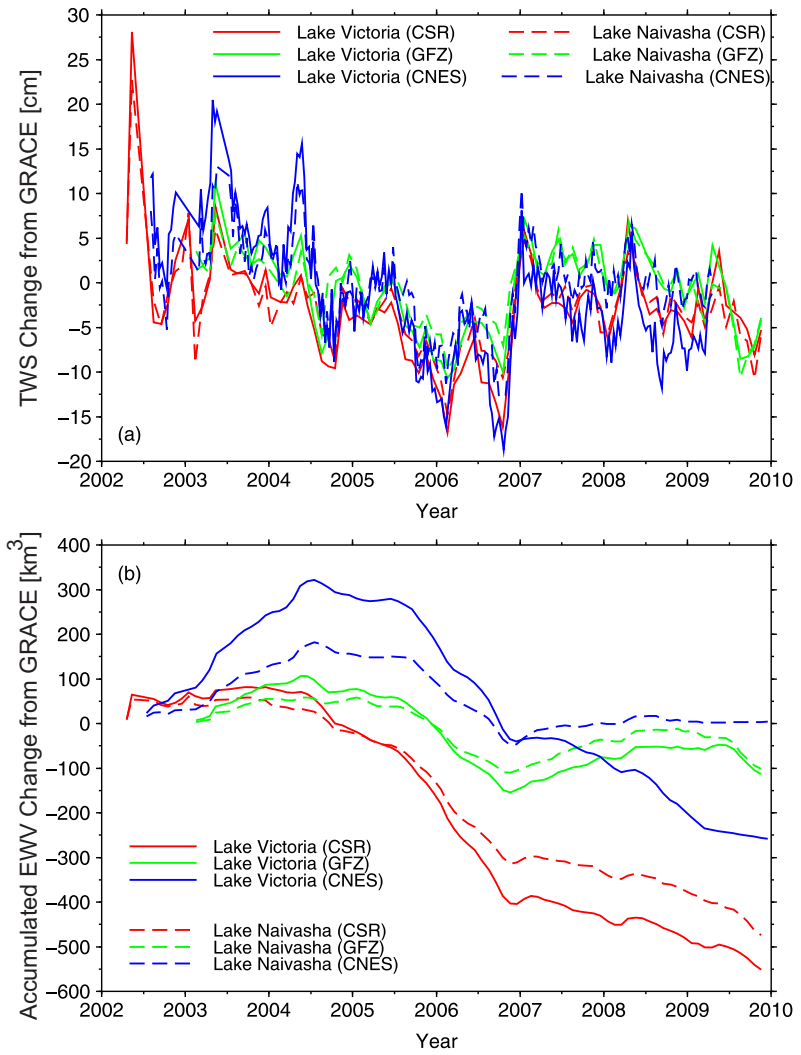 TWS Change from GRACE [cm]
30
25
20
15
10
5
0
−5
−10
−15
−20
Lake Victoria (CSR)
Lake Victoria (GFZ)
Lake Victoria (CNES)
Lake Naivasha (CSR)
Lake Naivasha (GFZ)
Lake Naivasha (CNES)
(a)
2002 2003 2004 2005 2006 2007 2008 2009 2010
Year
Accumulated EWV Change from GRACE [km³]
400
300
200
100
0
−100
−200
−300
−400
−500
−600
(b)
Lake Victoria (CSR)
Lake Victoria (GFZ)
Lake Victoria (CNES)
Lake Naivasha (CSR)
Lake Naivasha (GFZ)
Lake Naivasha (CNES)
2002 2003 2004 2005 2006 2007 2008 2009 2010
Year